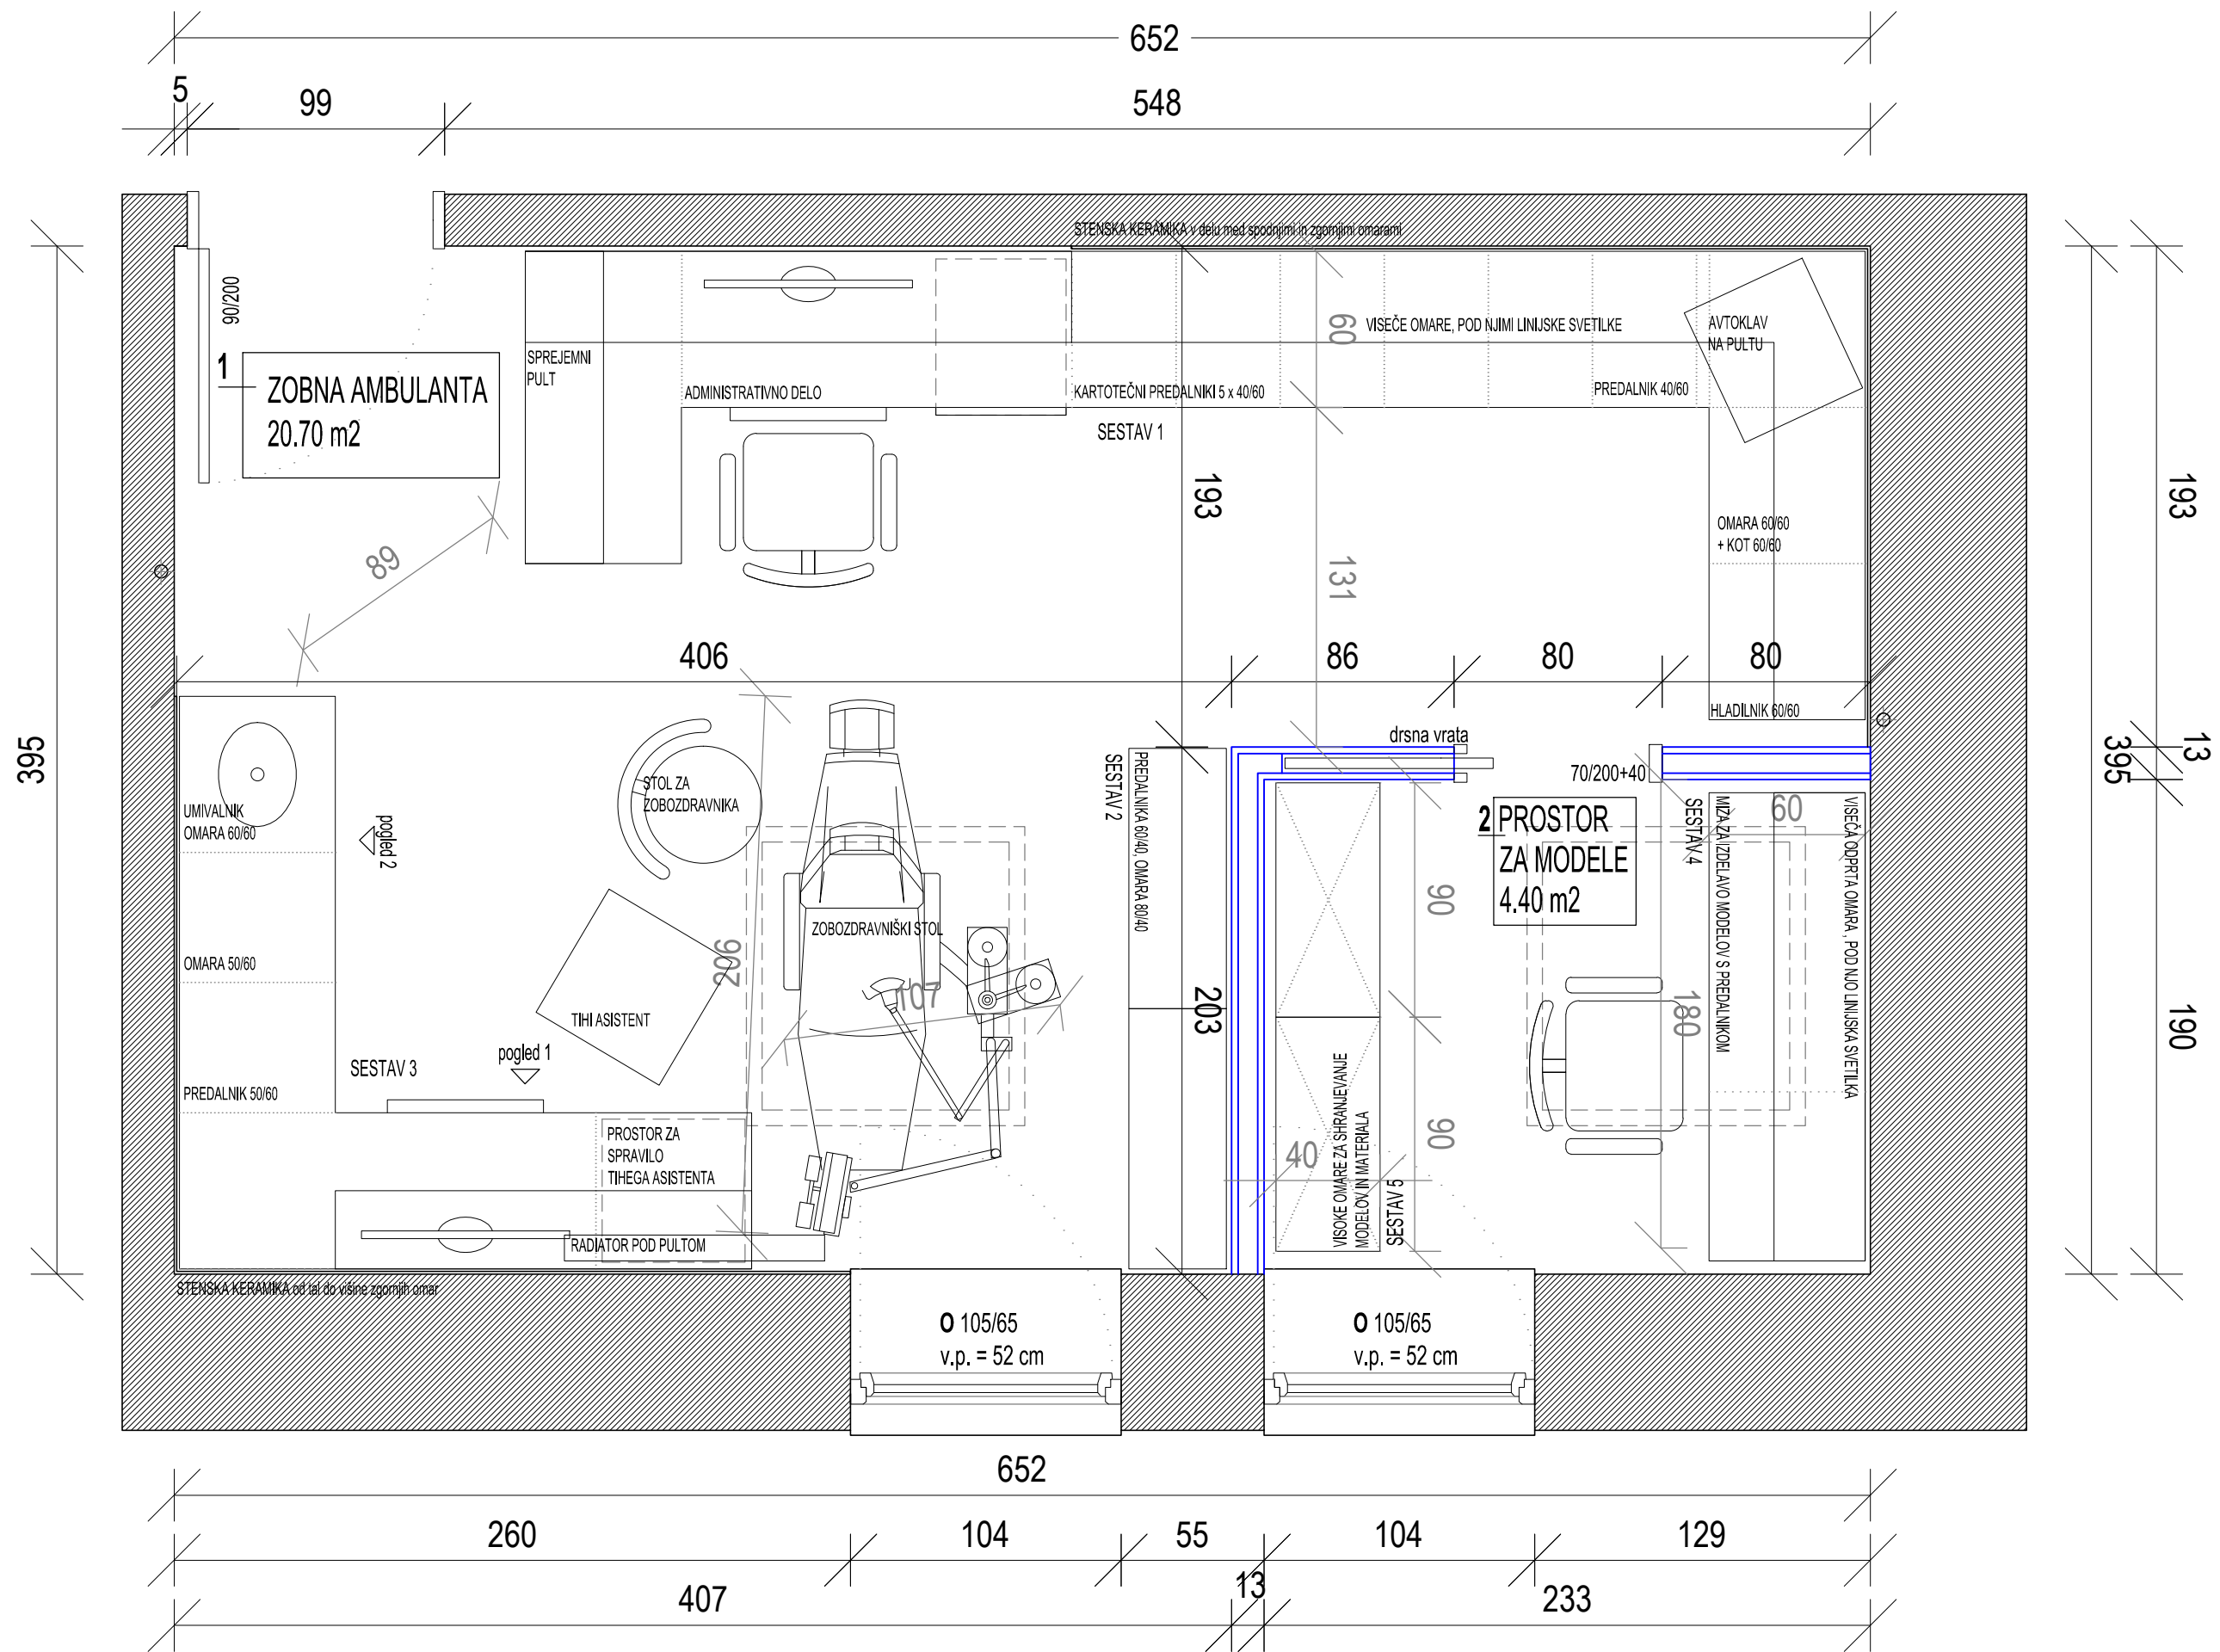 652
5
99
548
STENSKA KERAMIKA v delu med spodnjimi in zgornjimi omarami
90/200
1
ZOBNA AMBULANTA
20.70 m2
SPREJEMNI
PULT
ADMINISTRATIVNO DELO
KARTOTEČNI PREDALNIKI 5 x 40/60
SESTAV 1
60
VISEČE OMARE, POD NJIMI LINIJSKE SVETILKE
PREDALNIK 40/60
AVTOKLAV
NA PULTU
193
131
OMARA 60/60
+ KOT 60/60
HLADILNIK 60/60
89
193
13
395
190
395
406
86
80
80
drsna vrata
70/200+40
UMIVALNIK
OMARA 60/60
pogled 2
STOL ZA
ZOBOZDRAVNIKA
OMARA 50/60
TIHI ASISTENT
206
ZOBOZDRAVNIŠKI STOL
107
SESTAV 3
pogled 1
PREDALNIK 50/60
PROSTOR ZA
SPRAVILO
TIHEGA ASISTENTA
RADIATOR POD PULTOM
STENSKA KERAMIKA od tal do višine zgornjih omar
SESTAV 2
PREDALNIKA 60/40, OMARA 80/40
203
2 PROSTOR
ZA MODELE
4.40 m2
90
90
40
VISOKE OMARE ZA SHRANJEVANJE
MODELOV IN MATERIALA
SESTAV 5
180
SESTAV 4
MIZA ZA IZDELAVO MODELOV S PREDALNIKOM
60
VISEČA ODPRTA OMARA , POD NJO LINIJSKA SVETILKA
O 105/65
v.p. = 52 cm
O 105/65
v.p. = 52 cm
652
260
104
55
104
129
407
13
233